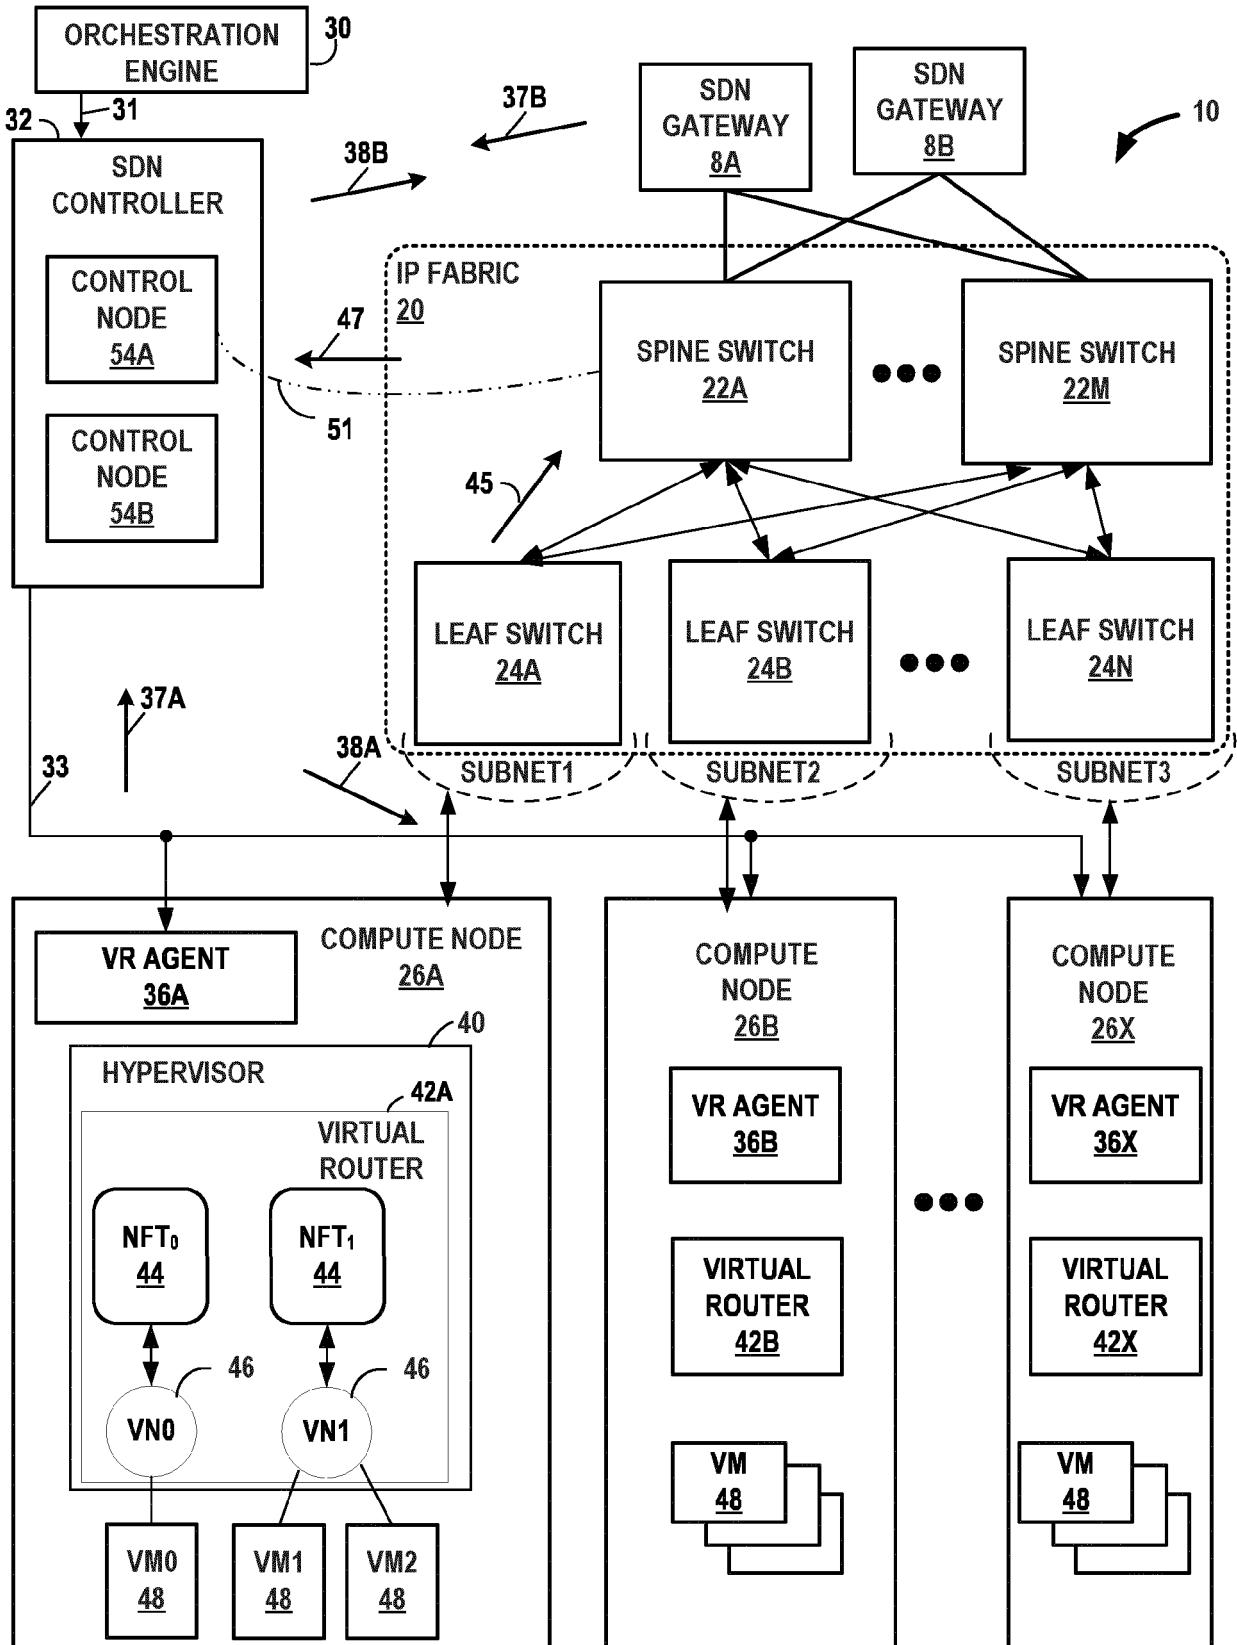 ORCHESTRATION
ENGINE
30
31
32
SDN
CONTROLLER
CONTROL
NODE
54A
CONTROL
NODE
54B
37B
38B
SDN
GATEWAY
8A
SDN
GATEWAY
8B
10
IP FABRIC
20
47
51
SPINE SWITCH
22A
SPINE SWITCH
22M
45
LEAF SWITCH
24A
LEAF SWITCH
24B
LEAF SWITCH
24N
SUBNET1
SUBNET2
SUBNET3
37A
38A
33
VR AGENT
36A
COMPUTE NODE
26A
40
HYPERVISOR
42A
VIRTUAL
ROUTER
NFT0
44
NFT1
44
46
VN0
46
VN1
VM0
48
VM1
48
VM2
48
COMPUTE
NODE
26B
VR AGENT
36B
VIRTUAL
ROUTER
42B
VM
48
COMPUTE
NODE
26X
VR AGENT
36X
VIRTUAL
ROUTER
42X
VM
48